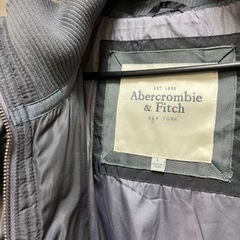 EST. 1892
Abercrombie
& Fitch
NEW YORK
L